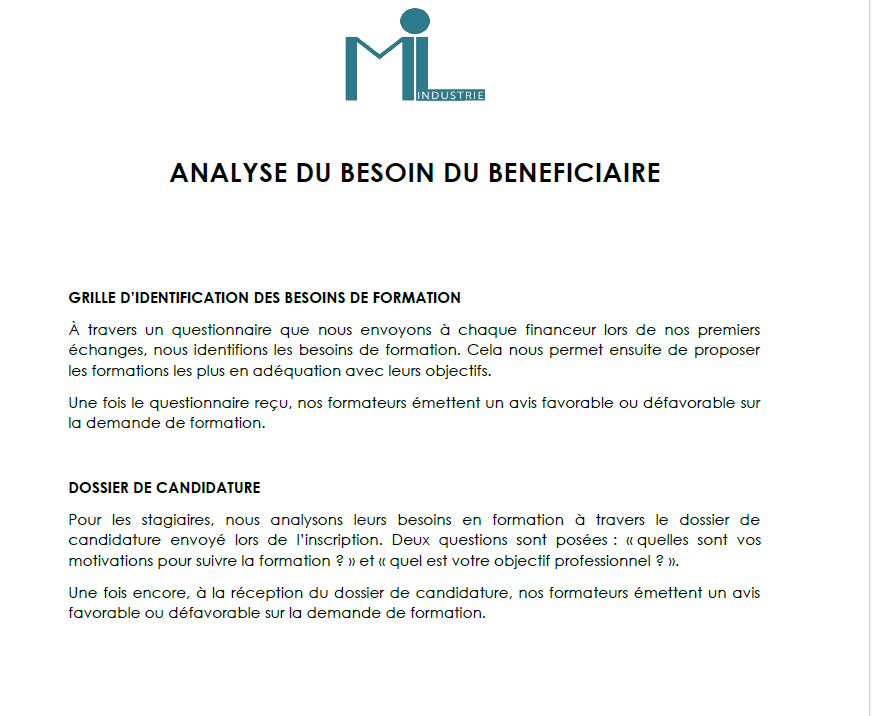 MiL
INDUSTRIE
ANALYSE DU BESOIN DU BENEFICIAIRE
GRILLE D’IDENTIFICATION DES BESOINS DE FORMATION
À travers un questionnaire que nous envoyons à chaque financeur lors de nos premiers
échanges, nous identifions les besoins de formation. Cela nous permet ensuite de proposer
les formations les plus en adéquation avec leurs objectifs.
Une fois le questionnaire reçu, nos formateurs émettent un avis favorable ou défavorable sur
la demande de formation.
DOSSIER DE CANDIDATURE
Pour les stagiaires, nous analysons leurs besoins en formation à travers le dossier de
candidature envoyé lors de l’inscription. Deux questions sont posées : « quelles sont vos
motivations pour suivre la formation ? » et « quel est votre objectif professionnel ? ».
Une fois encore, à la réception du dossier de candidature, nos formateurs émettent un avis
favorable ou défavorable sur la demande de formation.